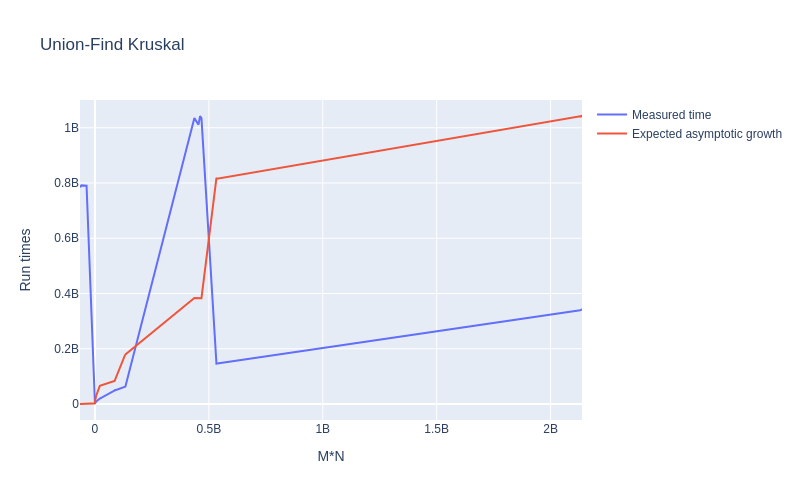 Union-Find Kruskal
Measured time
Expected asymptotic growth
1B
0.8B
0.6B
0.4B
0.2B
0
Run times
0
0.5B
1B
1.5B
2B
M*N